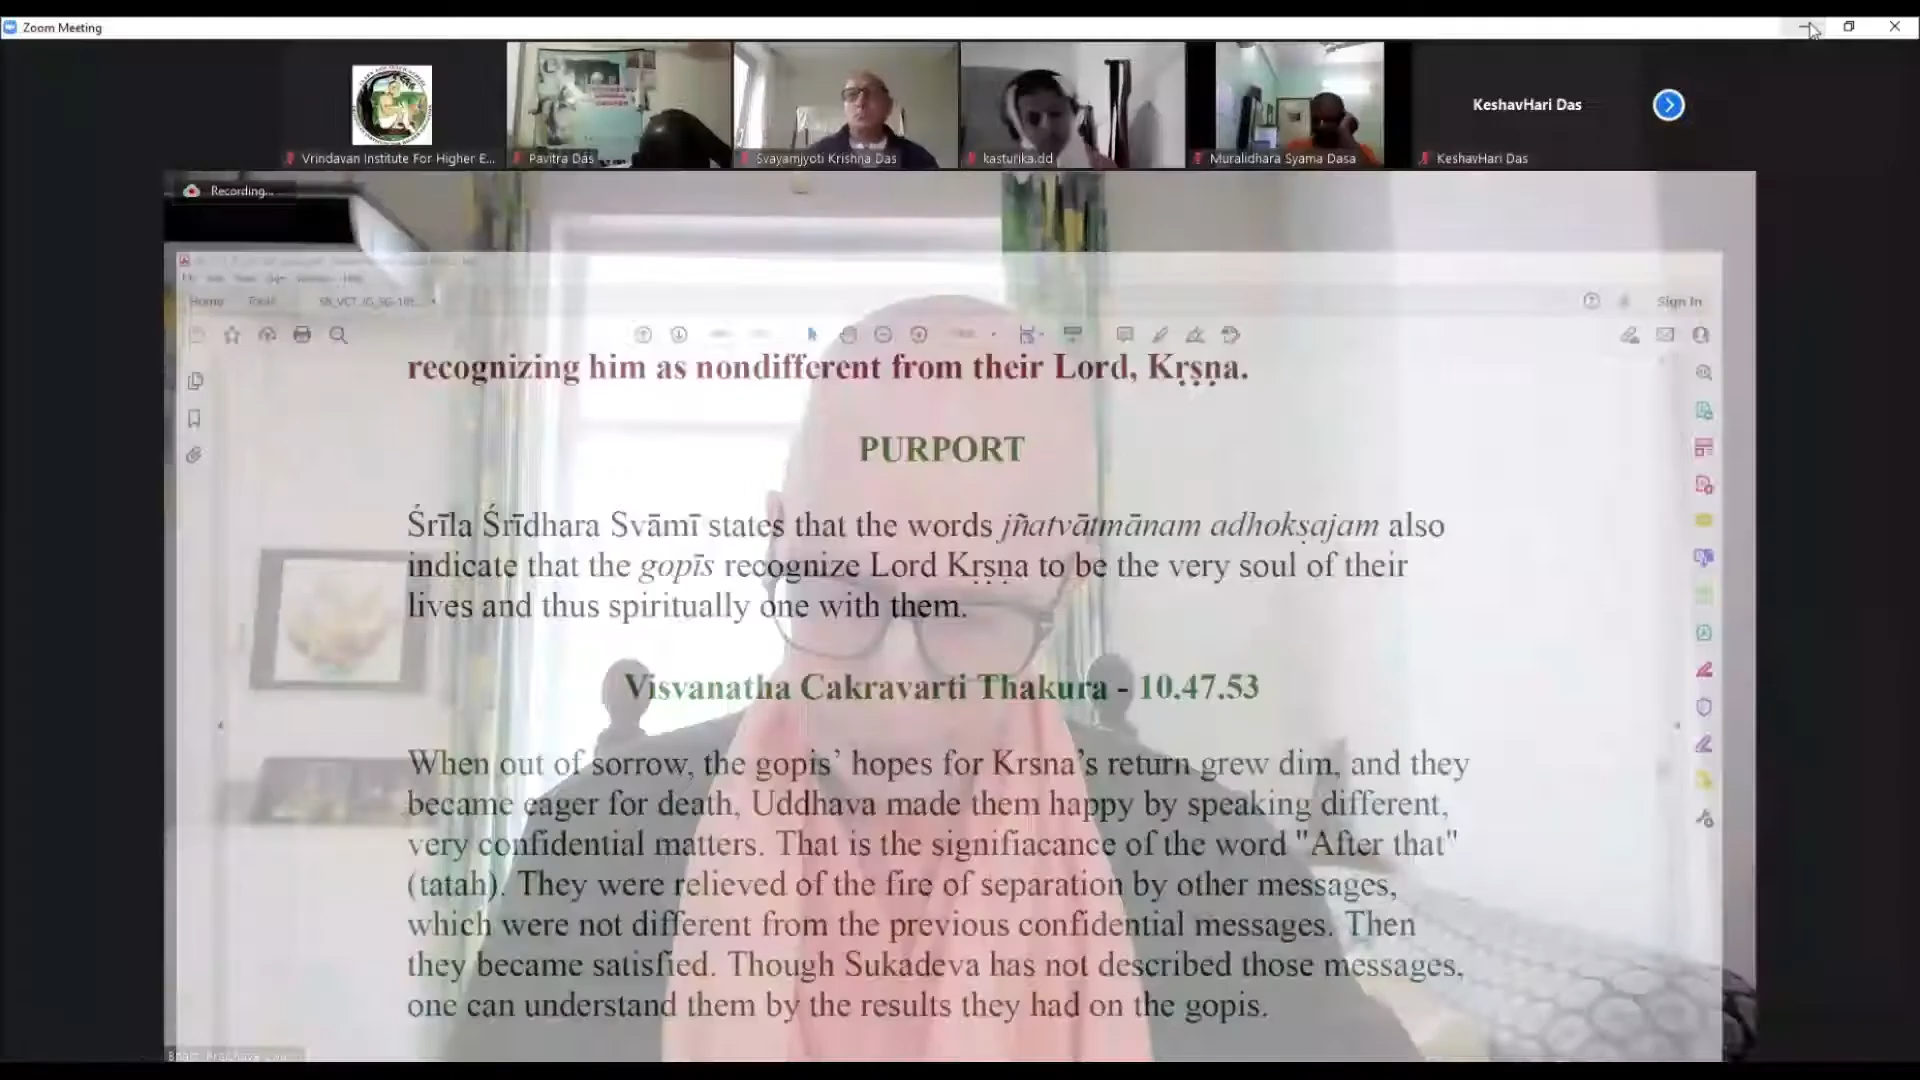 Zoom Meeting
KeshavHari Das
Vrindavan Institute For Higher E...
Pavitra Das
Svayamjyoti Krishna Das
kasturika.dd
Muralidhara Syama Dasa
KeshavHari Das
Recording...
Home
Sign In
recognizing him as nondifferent from their Lord, Kṛṣṇa.
PURPORT
Śrīla Śrīdhara Svāmī states that the words jñatvātmānam adhokṣajam also
indicate that the gopīs recognize Lord Kṛṣṇa to be the very soul of their
lives and thus spiritually one with them.
Visvanatha Cakravarti Thakura - 10.47.53
When out of sorrow, the gopis’ hopes for Krsna’s return grew dim, and they
became eager for death, Uddhava made them happy by speaking different,
very confidential matters. That is the signifiacance of the word "After that"
(tatah). They were relieved of the fire of separation by other messages,
which were not different from the previous confidential messages. Then
they became satisfied. Though Sukadeva has not described those messages,
one can understand them by the results they had on the gopis.